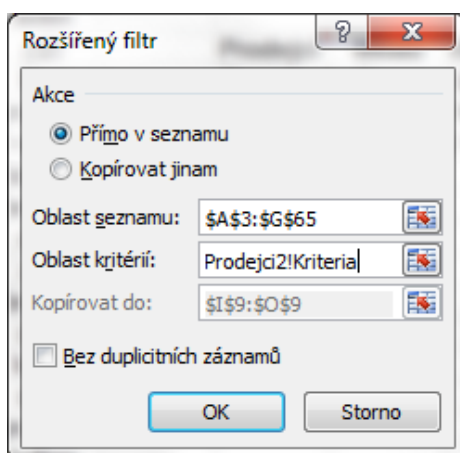 Rozšířený filtr
Akce
Přímo v seznamu
Kopírovat jinam
Oblast seznamu: $A$3:$G$65
Oblast kritérií: Prodejci2!Kriteria
Kopírovat do: $I$9:$O$9
Bez duplicitních záznamů
OK Storno